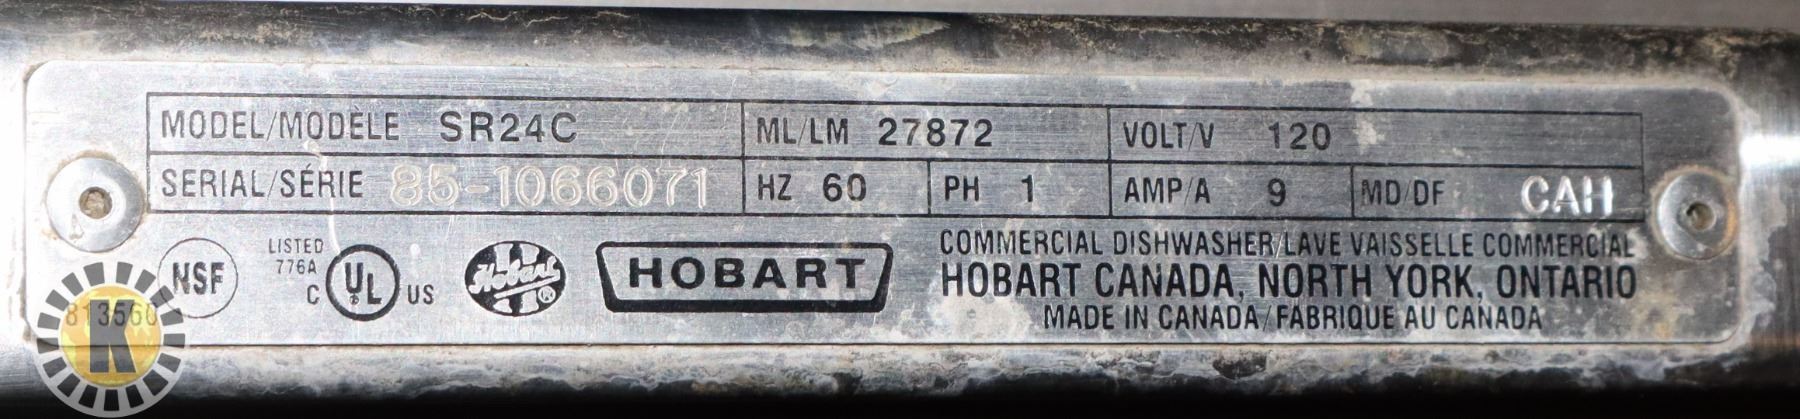 MODEL/MODÈLE SR24C ML/LM 27872 VOLT/V 120
SERIAL/SÉRIE 85-1066071 HZ 60 PH 1 AMP/A 9 MD/DF CAH
NSF
LISTED
776A
C UL US
Hobart ®
HOBART
COMMERCIAL DISHWASHER/LAVE VAISSELLE COMMERCIAL
HOBART CANADA, NORTH YORK, ONTARIO
MADE IN CANADA/FABRIQUE AU CANADA
813560
K